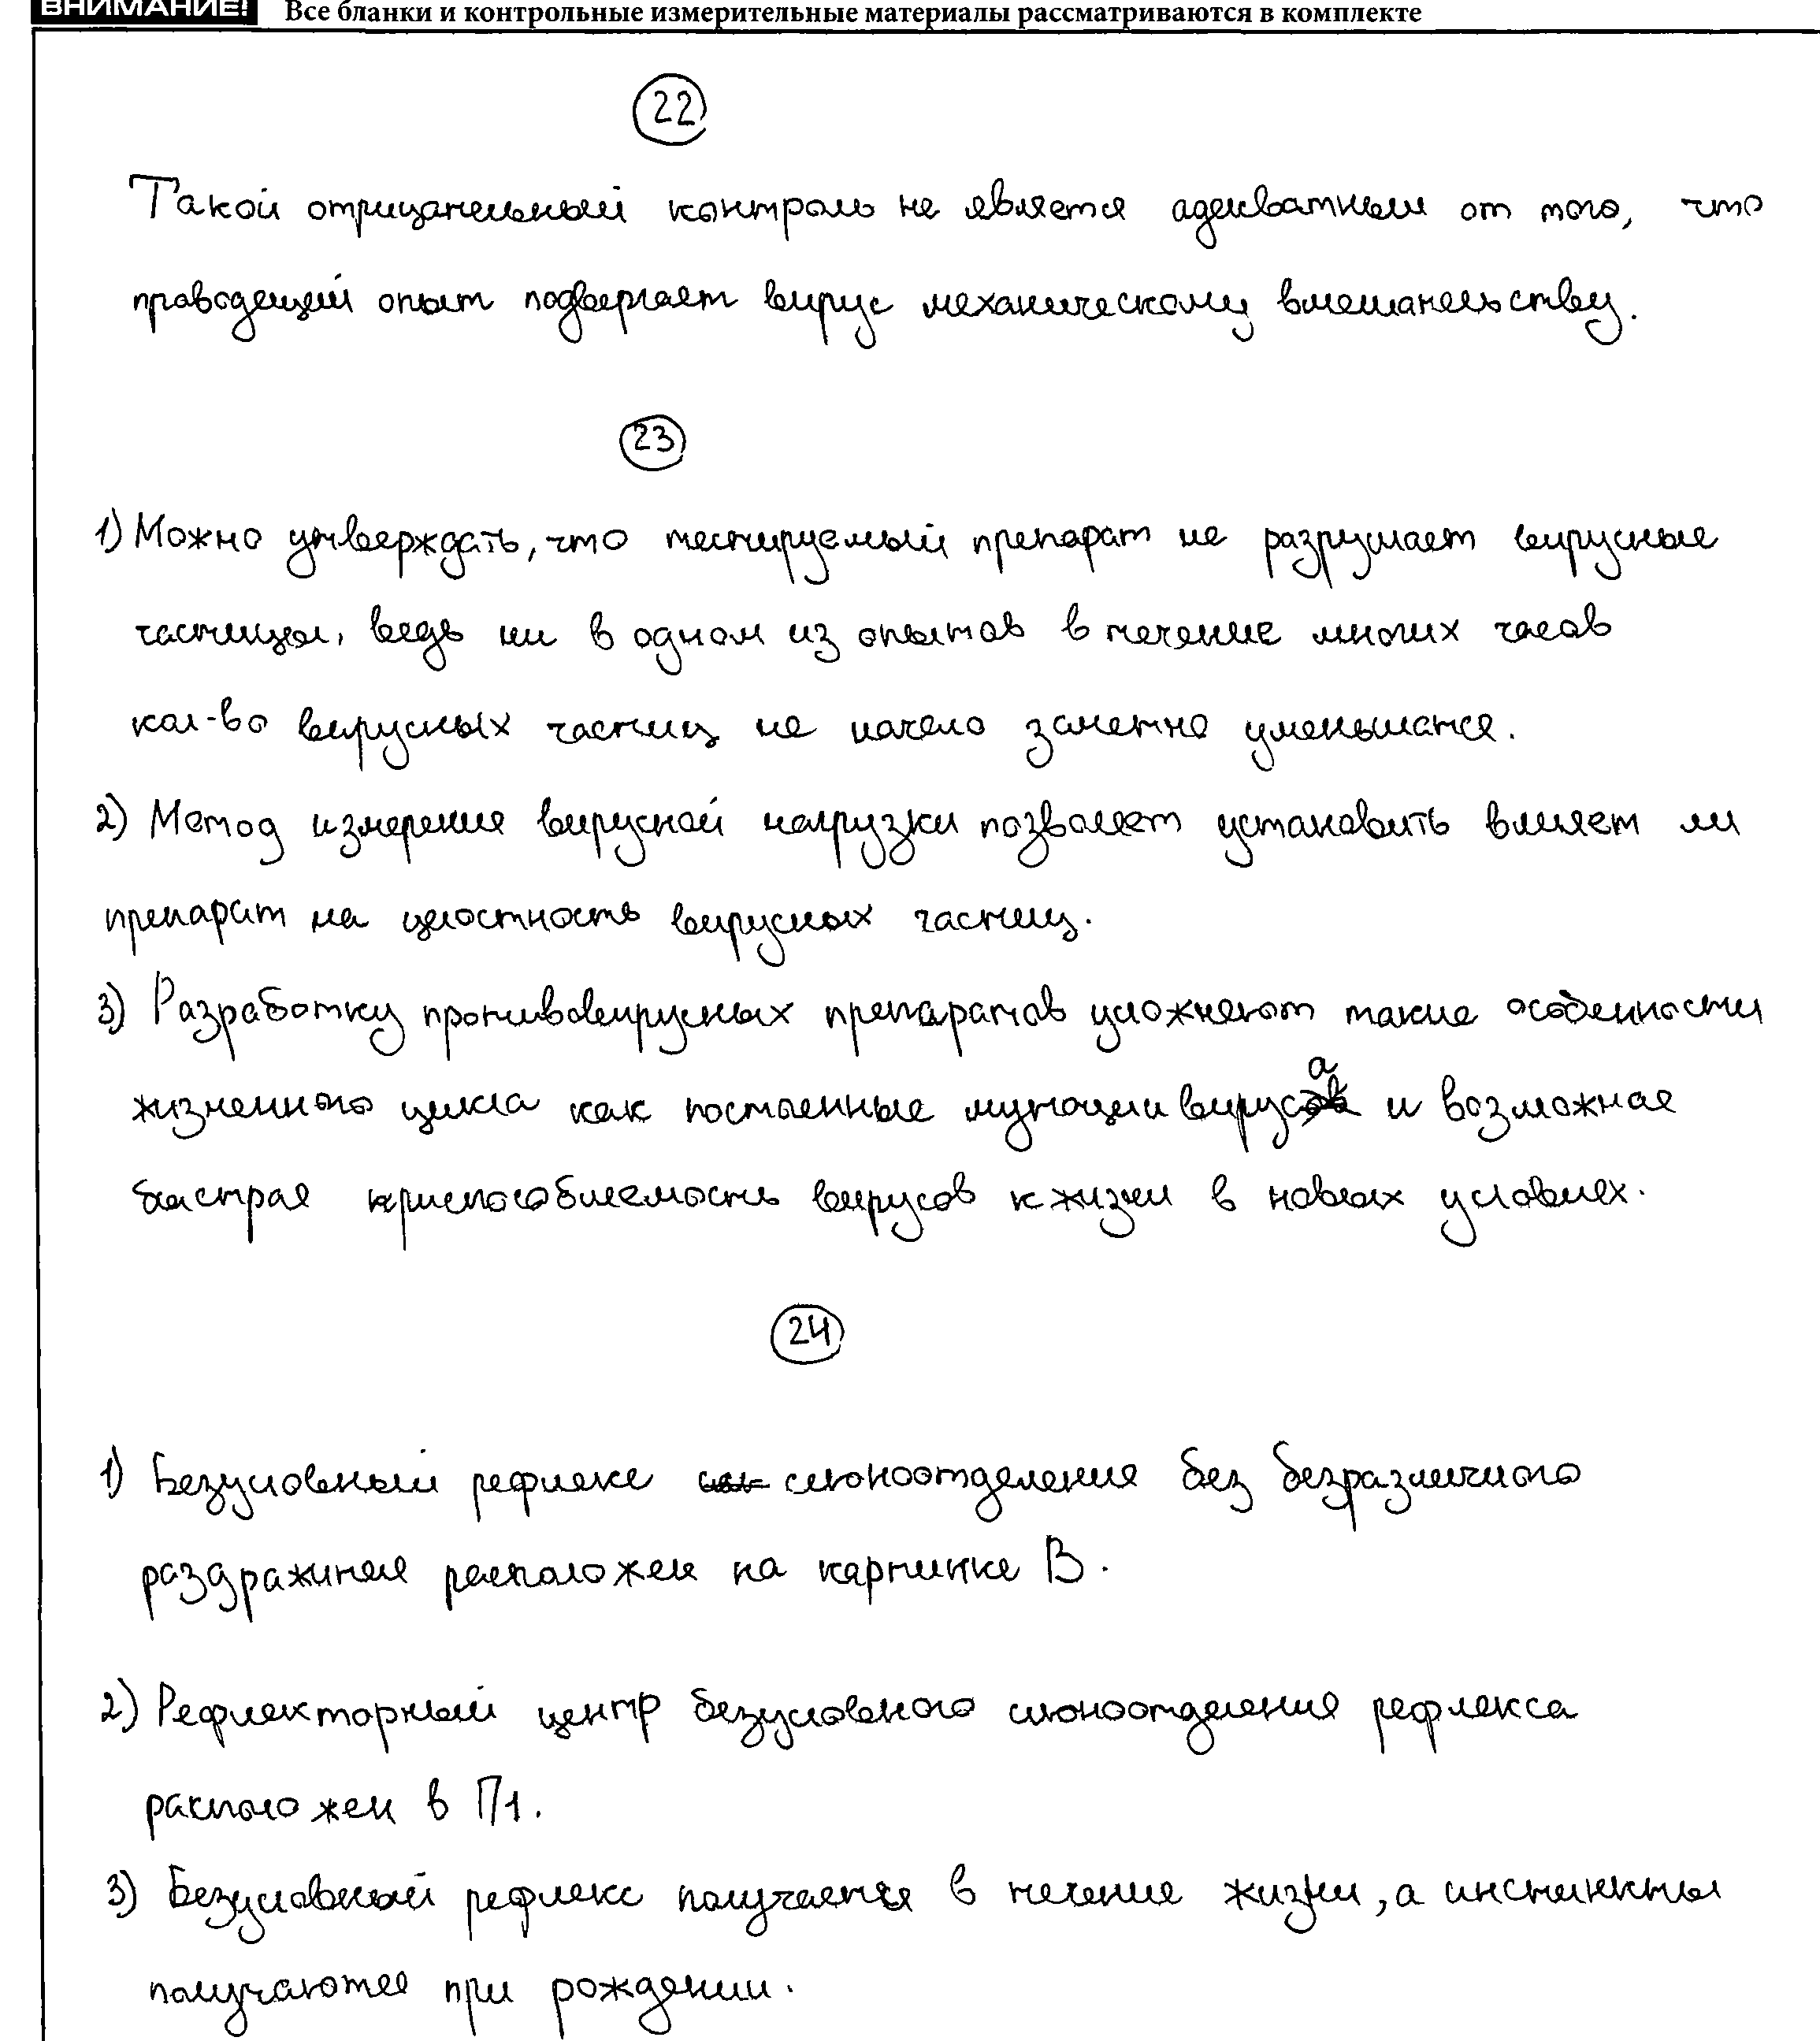 ВНИМАНИЕ! Все бланки и контрольные измерительные материалы рассматриваются в комплекте
22
Такой отрицательный контроль не является адекватным от того, что
проводящий опыт подвергает вирус механическому вмешательству.
23
1) Можно утверждать, что тестируемый препарат не разрушает вирусные
частицы, ведь ни в одном из опытов в течение многих часов
кол-во вирусных частиц не начало заметно уменьшатся.
2) Метод измерения вирусной нагрузки позволяет установить влияет ли
препарат на целостность вирусных частиц.
3) Разработку противовирусных препаратов усложняют такие особенности
жизненного цикла как постоянные мутации вируса и возможная
быстрая приспособляемость вирусов к жизни в новых условиях.
24
1) Безусловный рефлекс слюноотделения без безразличного
раздражителя расположен на картинке В.
2) Рефлекторный центр безусловного слюноотделения рефлекса
расположен в П1.
3) Безусловный рефлекс получается в течение жизни, а инстинкты
получаются при рождении.